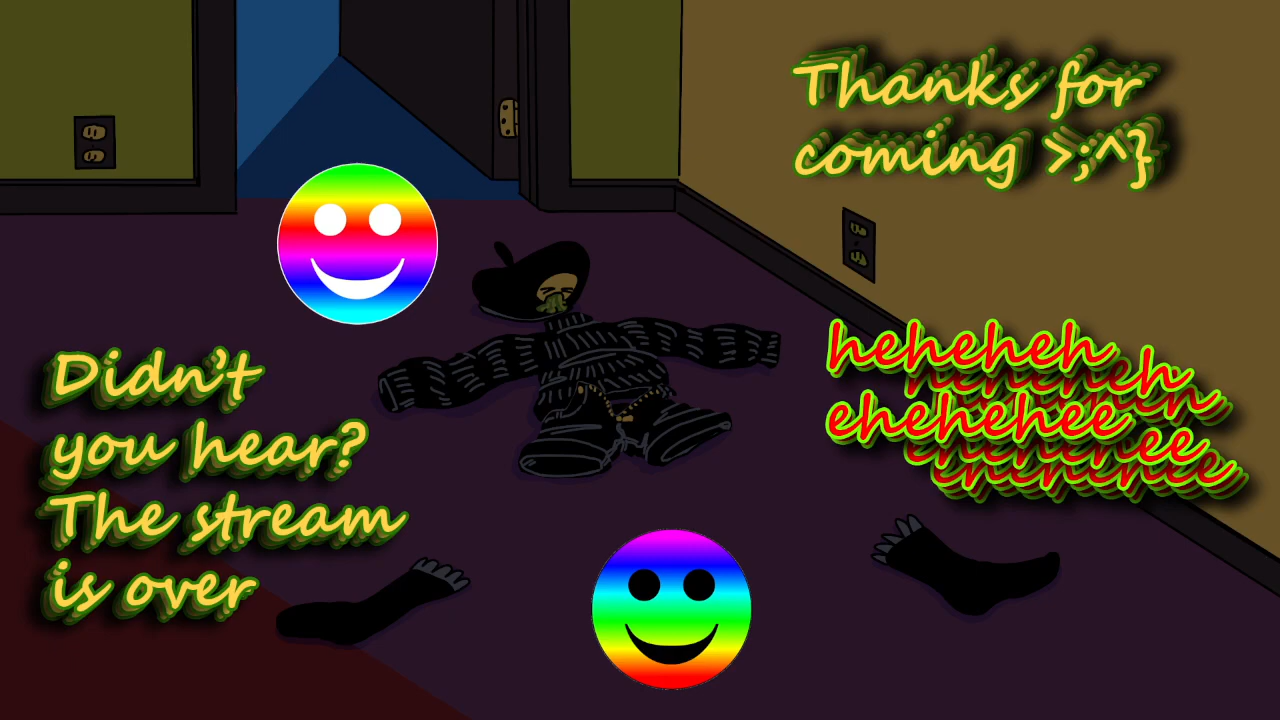 Thanks for
coming >;^}
Didn't
you hear?
The stream
is over
heheheh
ehehehee